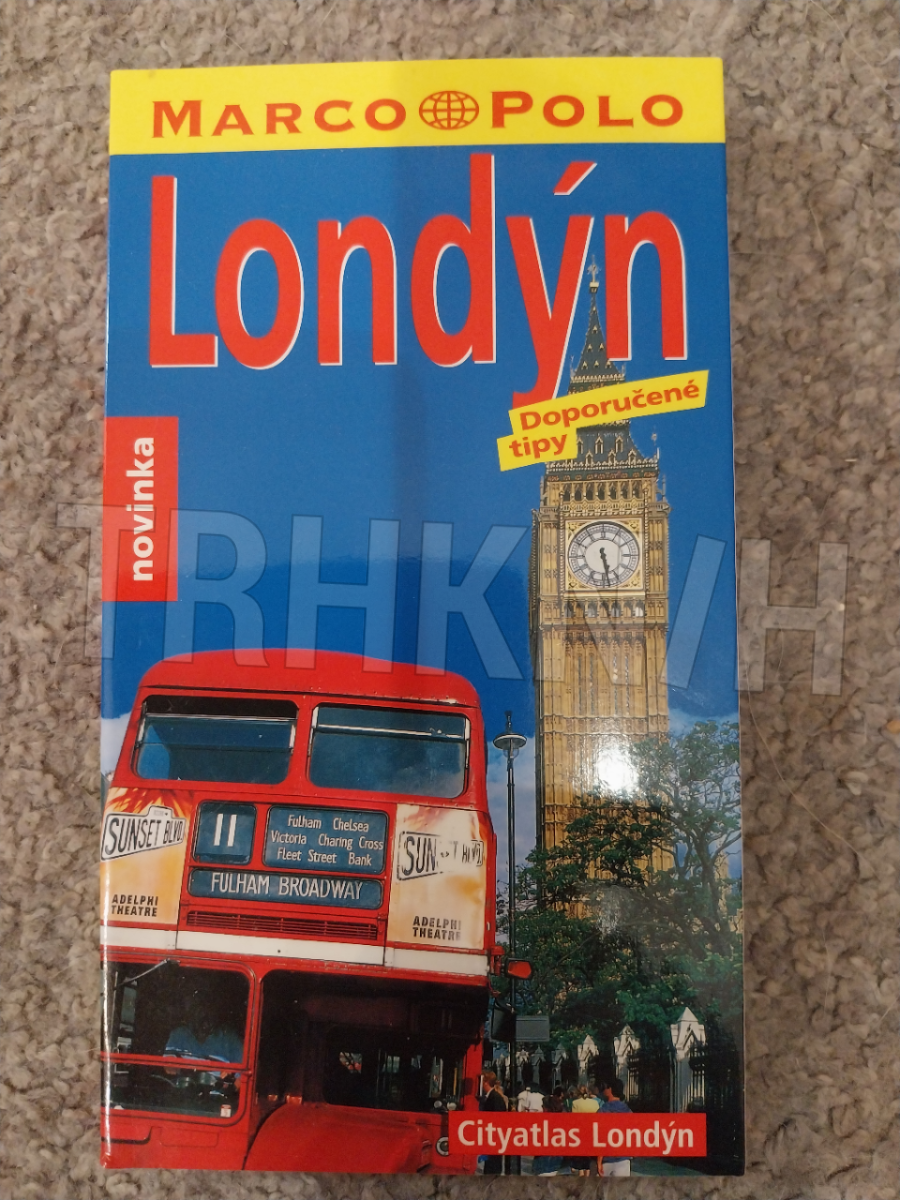 MARCO POLO
Londýn
Doporučené
tipy
novinka
TRHKNIH
SUNSET BLVD
ADELPHI
THEATRE
11
Fulham Chelsea
Victoria Charing Cross
Fleet Street Bank
FULHAM BROADWAY
ADELPHI
THEATRE
Cityatlas Londýn